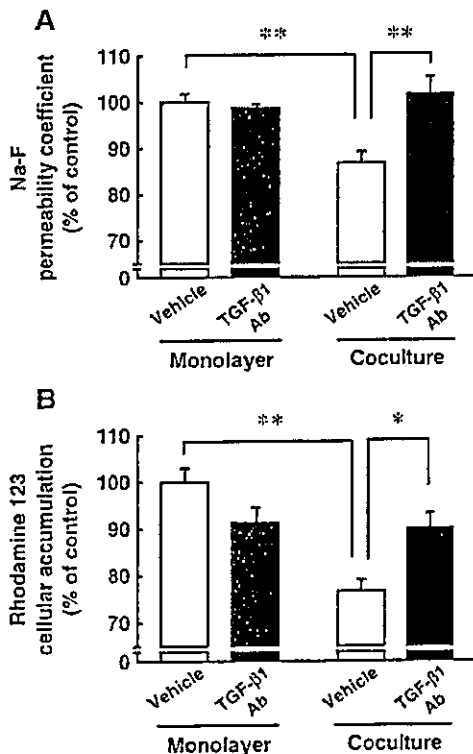 A
** **
Na-F
permeability coefficient
(% of control)
110
100
90
80
70
0
Vehicle
TGF-β1
Ab
Vehicle
TGF-β1
Ab
Monolayer Coculture
B
** *
Rhodamine 123
cellular accumulation
(% of control)
110
100
90
80
70
0
Vehicle
TGF-β1
Ab
Vehicle
TGF-β1
Ab
Monolayer Coculture